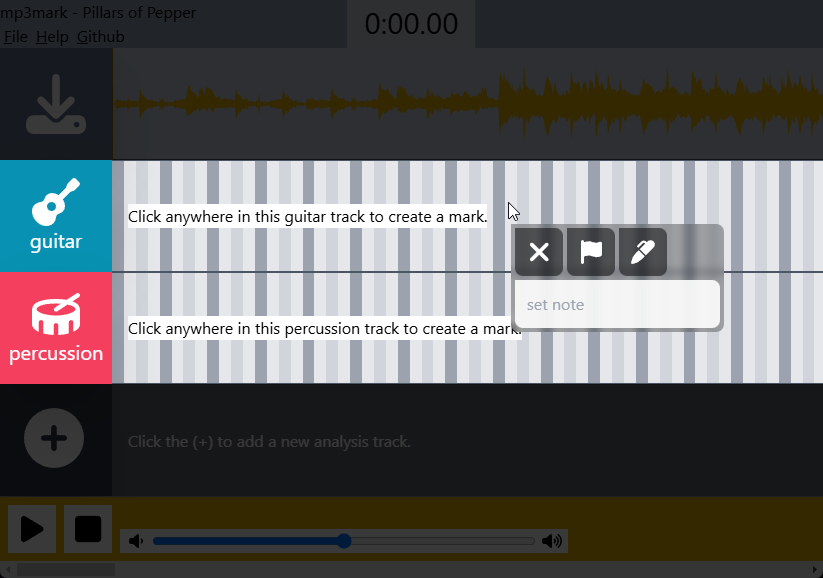 mp3mark - Pillars of Pepper
0:00.00
File Help Github
guitar
Click anywhere in this guitar track to create a mark.
set note
percussion
Click anywhere in this percussion track to create a mark.
Click the (+) to add a new analysis track.